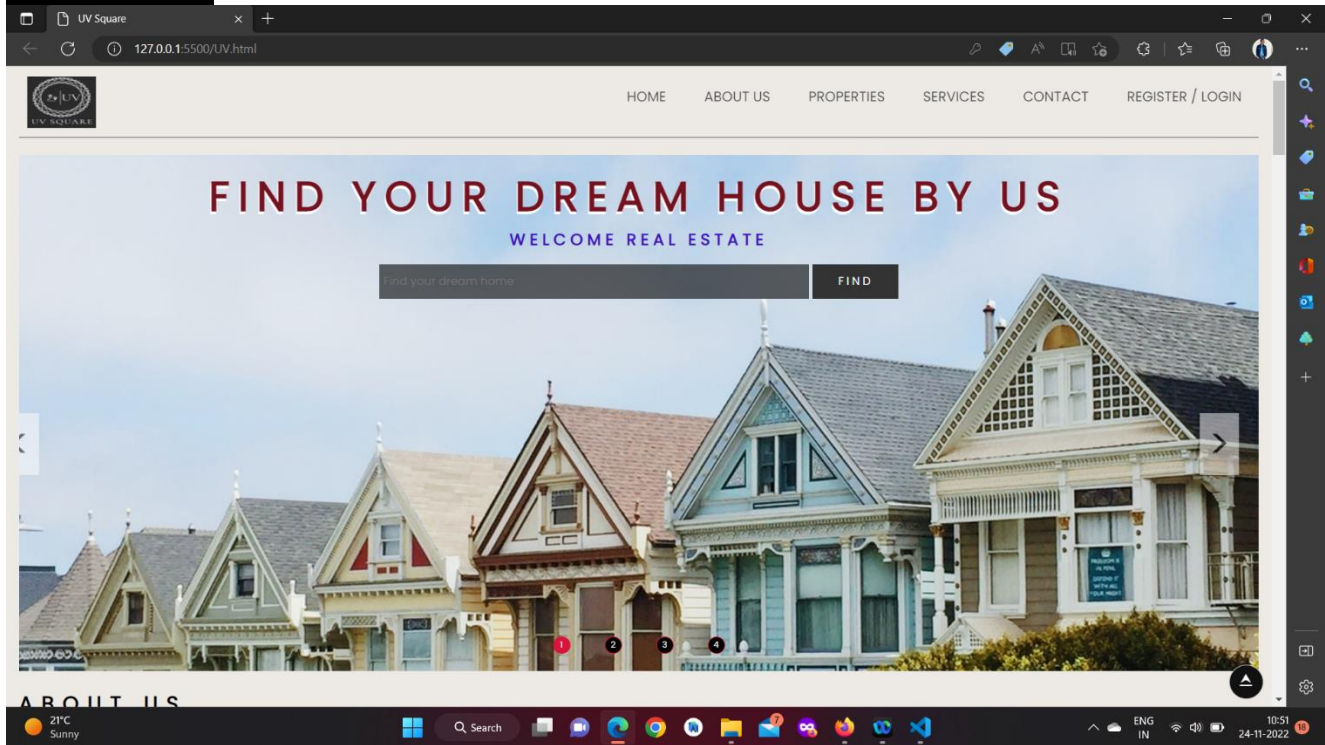 UV Square
127.0.0.1:5500/UV.html
UV
UV SQUARE
HOME ABOUT US PROPERTIES SERVICES CONTACT REGISTER / LOGIN
FIND YOUR DREAM HOUSE BY US
WELCOME REAL ESTATE
Find your dream home
FIND
1 2 3 4
ABOUT US
21°C
Sunny
Search
7
ENG
IN
10:51
24-11-2022
18